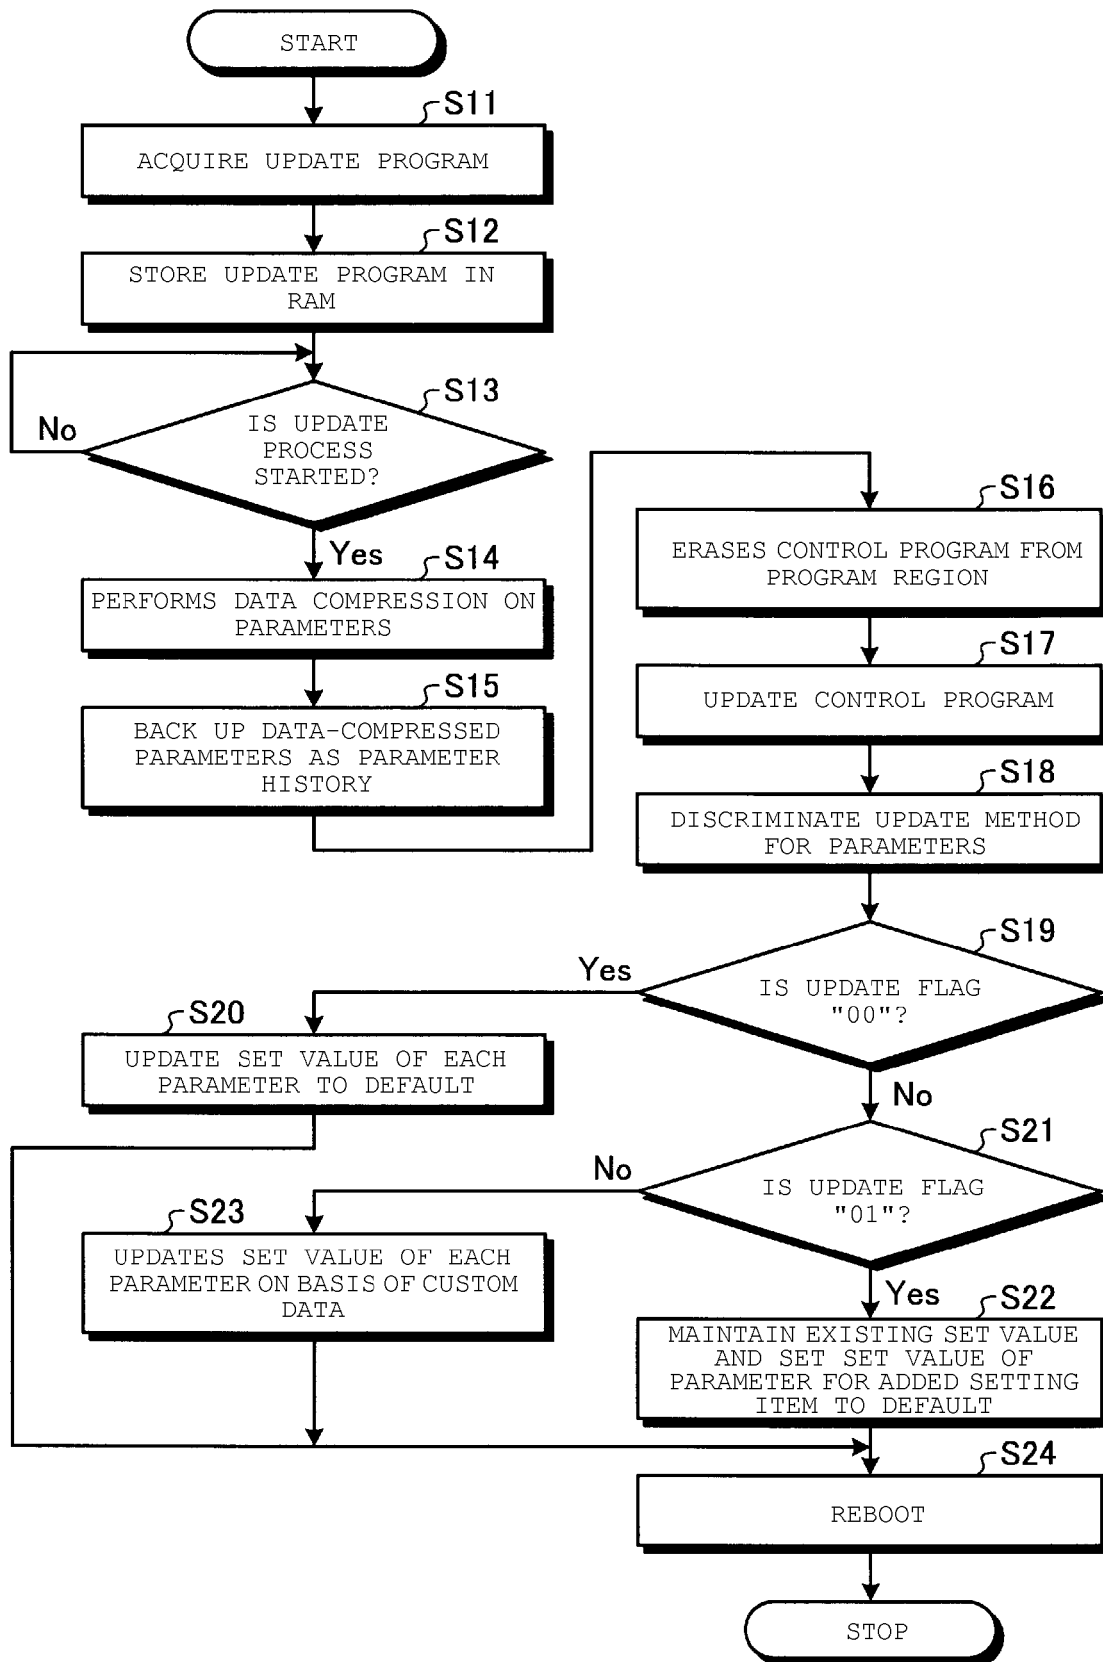 START
S11
ACQUIRE UPDATE PROGRAM
S12
STORE UPDATE PROGRAM IN
RAM
S13
IS UPDATE
PROCESS
STARTED?
No
Yes
S14
PERFORMS DATA COMPRESSION ON
PARAMETERS
S15
BACK UP DATA-COMPRESSED
PARAMETERS AS PARAMETER
HISTORY
S16
ERASES CONTROL PROGRAM FROM
PROGRAM REGION
S17
UPDATE CONTROL PROGRAM
S18
DISCRIMINATE UPDATE METHOD
FOR PARAMETERS
S19
IS UPDATE FLAG
"00"?
Yes
No
S20
UPDATE SET VALUE OF EACH
PARAMETER TO DEFAULT
S21
IS UPDATE FLAG
"01"?
No
Yes
S23
UPDATES SET VALUE OF EACH
PARAMETER ON BASIS OF CUSTOM
DATA
S22
MAINTAIN EXISTING SET VALUE
AND SET SET VALUE OF
PARAMETER FOR ADDED SETTING
ITEM TO DEFAULT
S24
REBOOT
STOP